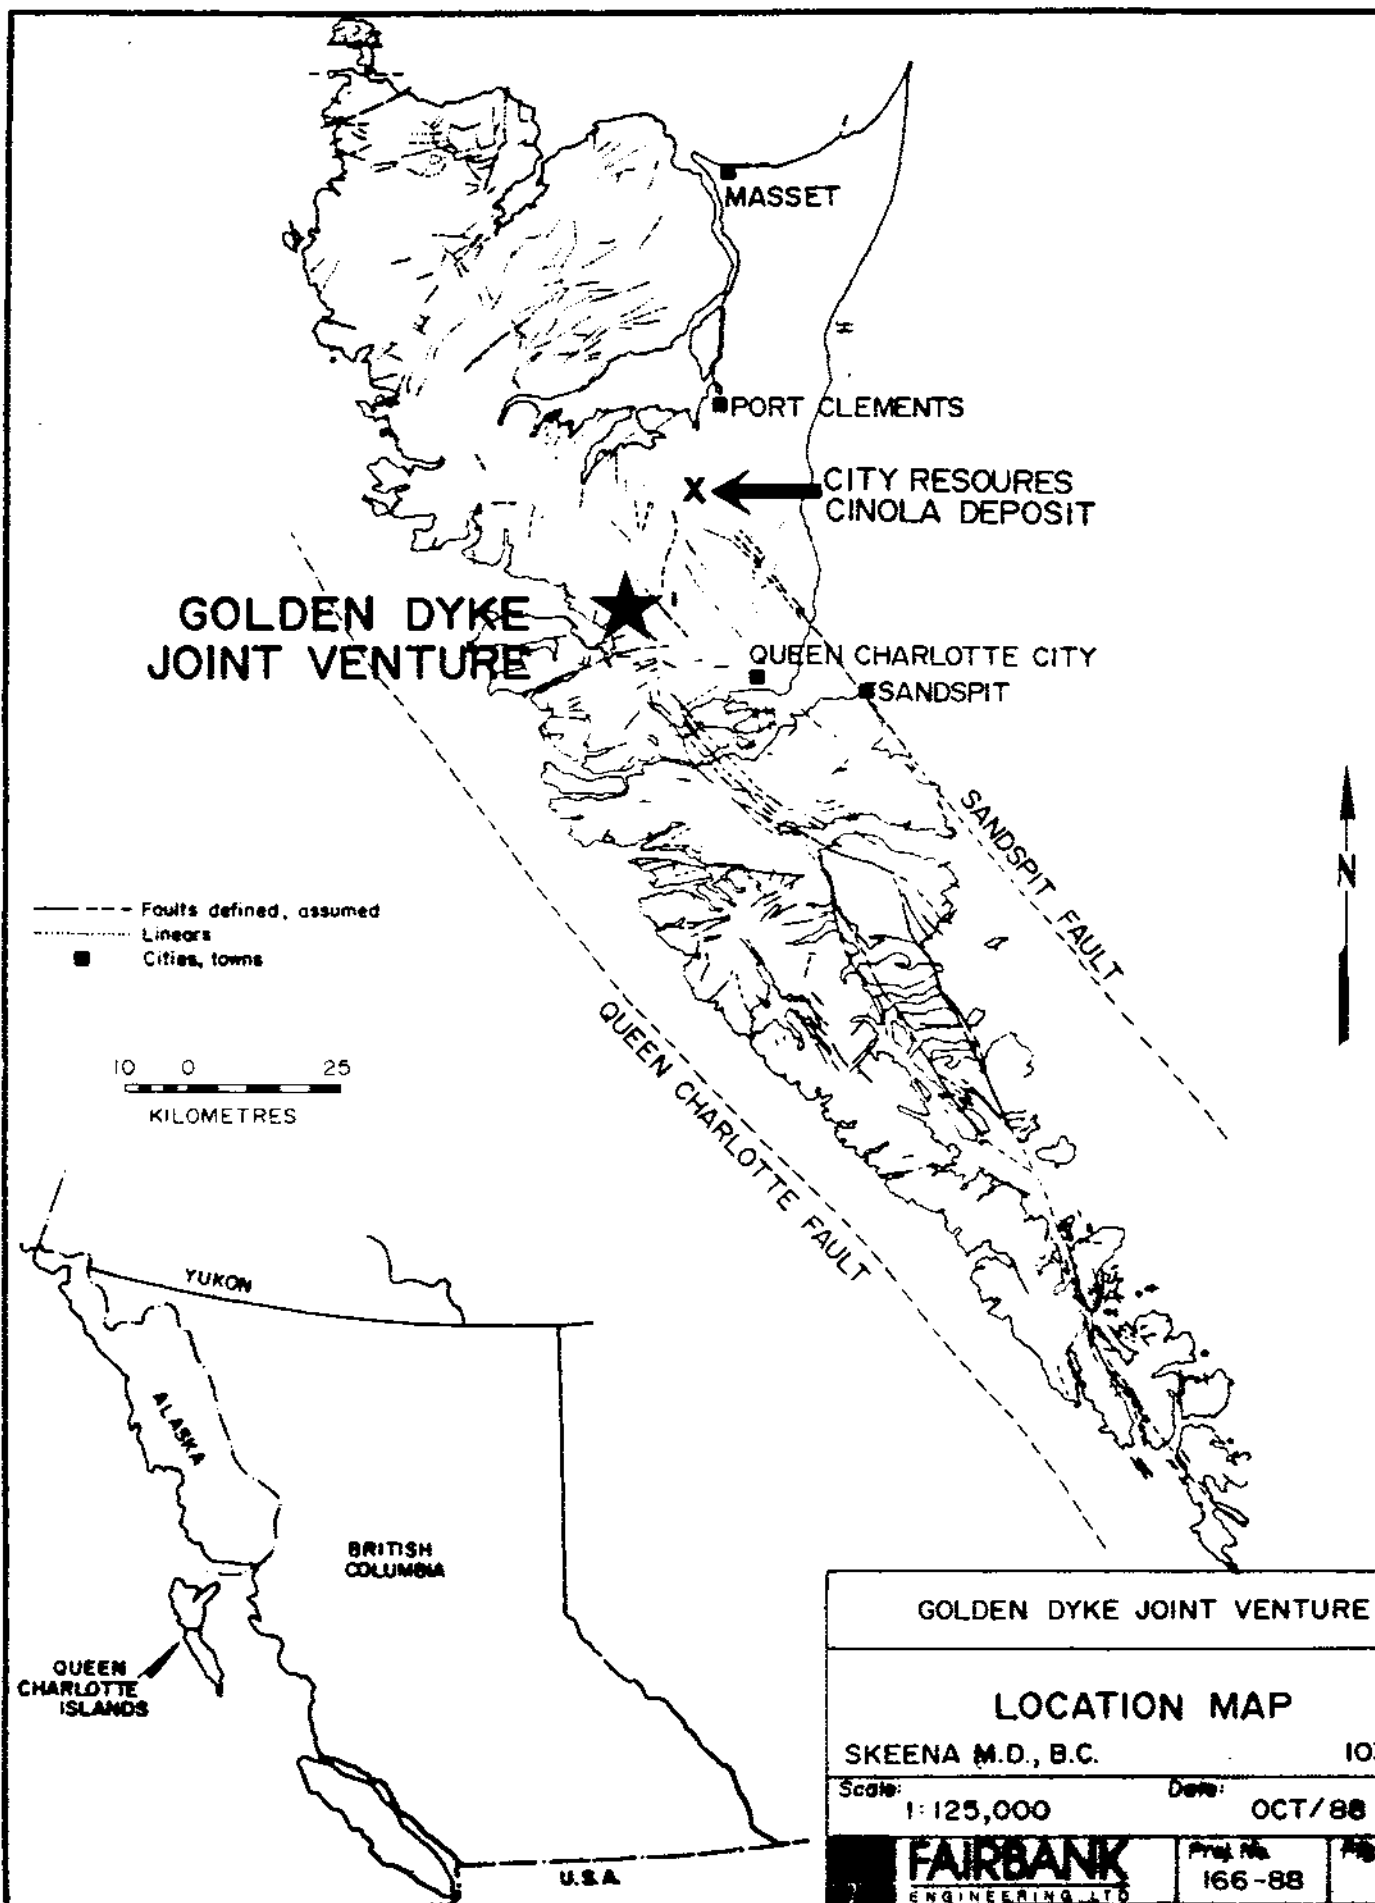 MASSET
PORT CLEMENTS
CITY RESOURES
CINOLA DEPOSIT
GOLDEN DYKE
JOINT VENTURE
QUEEN CHARLOTTE CITY
SANDSPIT
SANDSPIT FAULT
N
Faults defined, assumed
Linears
Cities, towns
QUEEN CHARLOTTE FAULT
10 0 25
KILOMETRES
YUKON
ALASKA
BRITISH
COLUMBIA
QUEEN
CHARLOTTE
ISLANDS
U.S.A.
GOLDEN DYKE JOINT VENTURE
LOCATION MAP
SKEENA M.D., B.C.
Scale: Date:
1:125,000 OCT/88
FAIRBANK Proj. No.
ENGINEERING LTD 166-88